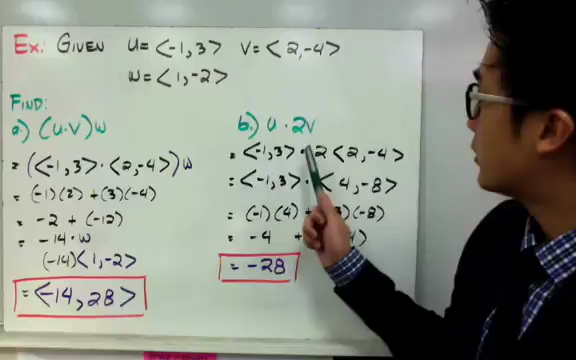 Ex: GIVEN U = <-1, 3> V = <2, -4>
W = <1, -2>
FIND:
a.) (U·V)W
= (<-1, 3> · <2, -4>)W
= (-1)(2) + (3)(-4)
= -2 + (-12)
= -14 · W
(-14)<1, -2>
= <-14, 28>
b.) U · 2V
= <-1, 3> · 2<2, -4>
= <-1, 3> · <4, -8>
= (-1)(4) + 3)(-8)
= -4 + 4)
= -28